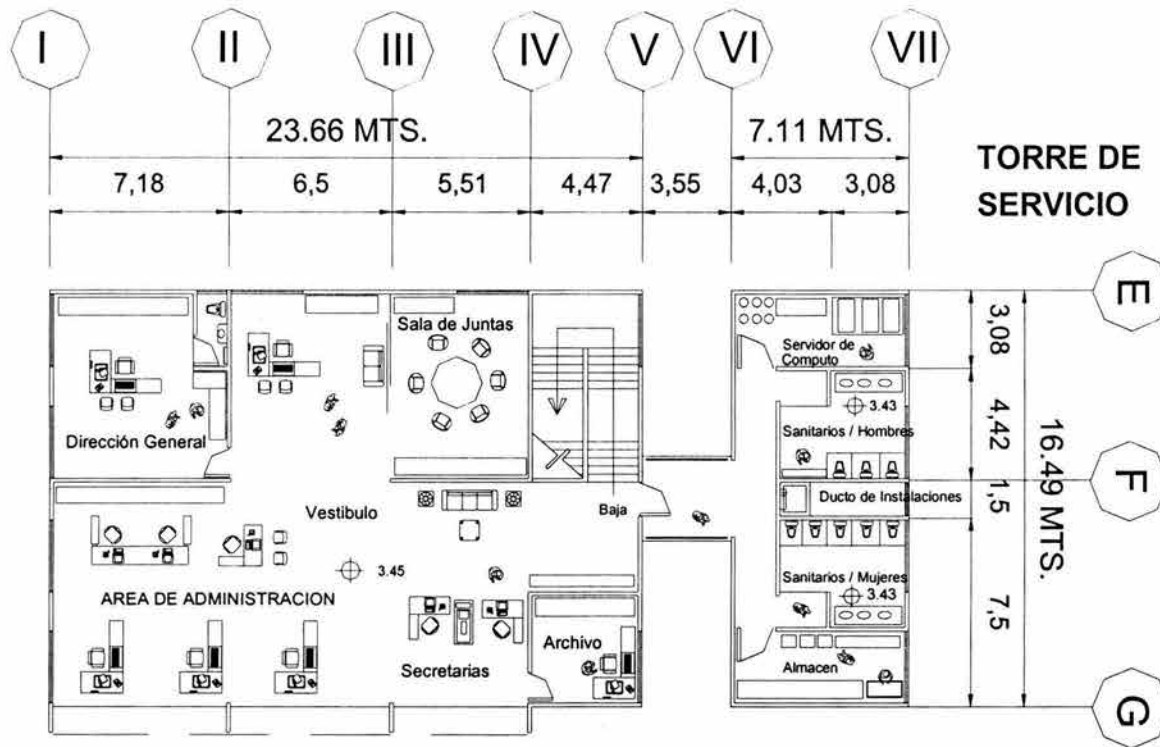 I II III IV V VI VII
23.66 MTS. 7.11 MTS.
7,18 6,5 5,51 4,47 3,55 4,03 3,08
TORRE DE
SERVICIO
E
Sala de Juntas
Servidor de
Computo
3,08
3.43
Dirección General
Sanitarios / Hombres
4,42
16.49 MTS.
F
Ducto de Instalaciones
1,5
Vestibulo
Baja
3.45
Sanitarios / Mujeres
3.43
7,5
AREA DE ADMINISTRACION
Archivo
Secretarias
Almacen
G